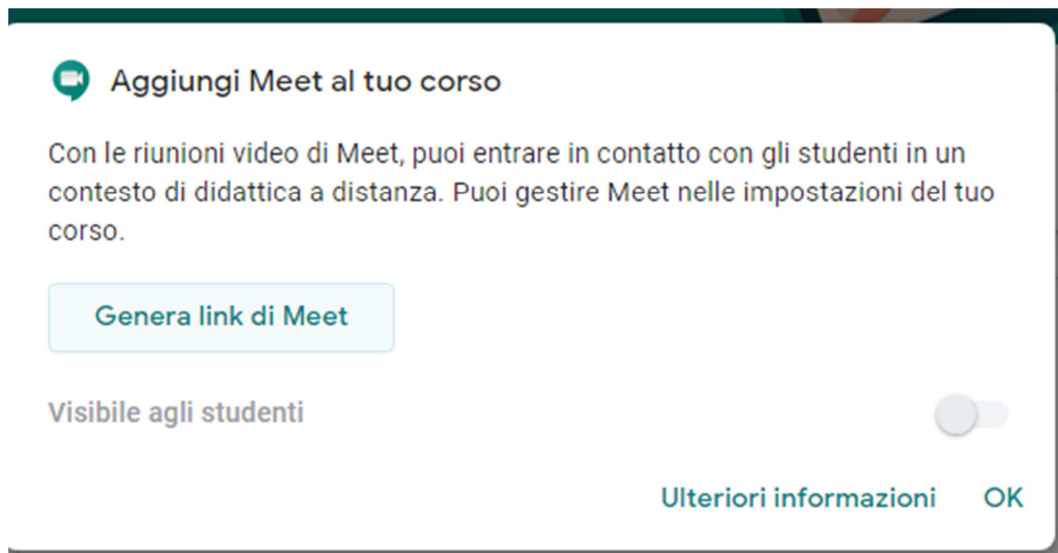 Aggiungi Meet al tuo corso
Con le riunioni video di Meet, puoi entrare in contatto con gli studenti in un
contesto di didattica a distanza. Puoi gestire Meet nelle impostazioni del tuo
corso.
Genera link di Meet
Visibile agli studenti
Ulteriori informazioni OK